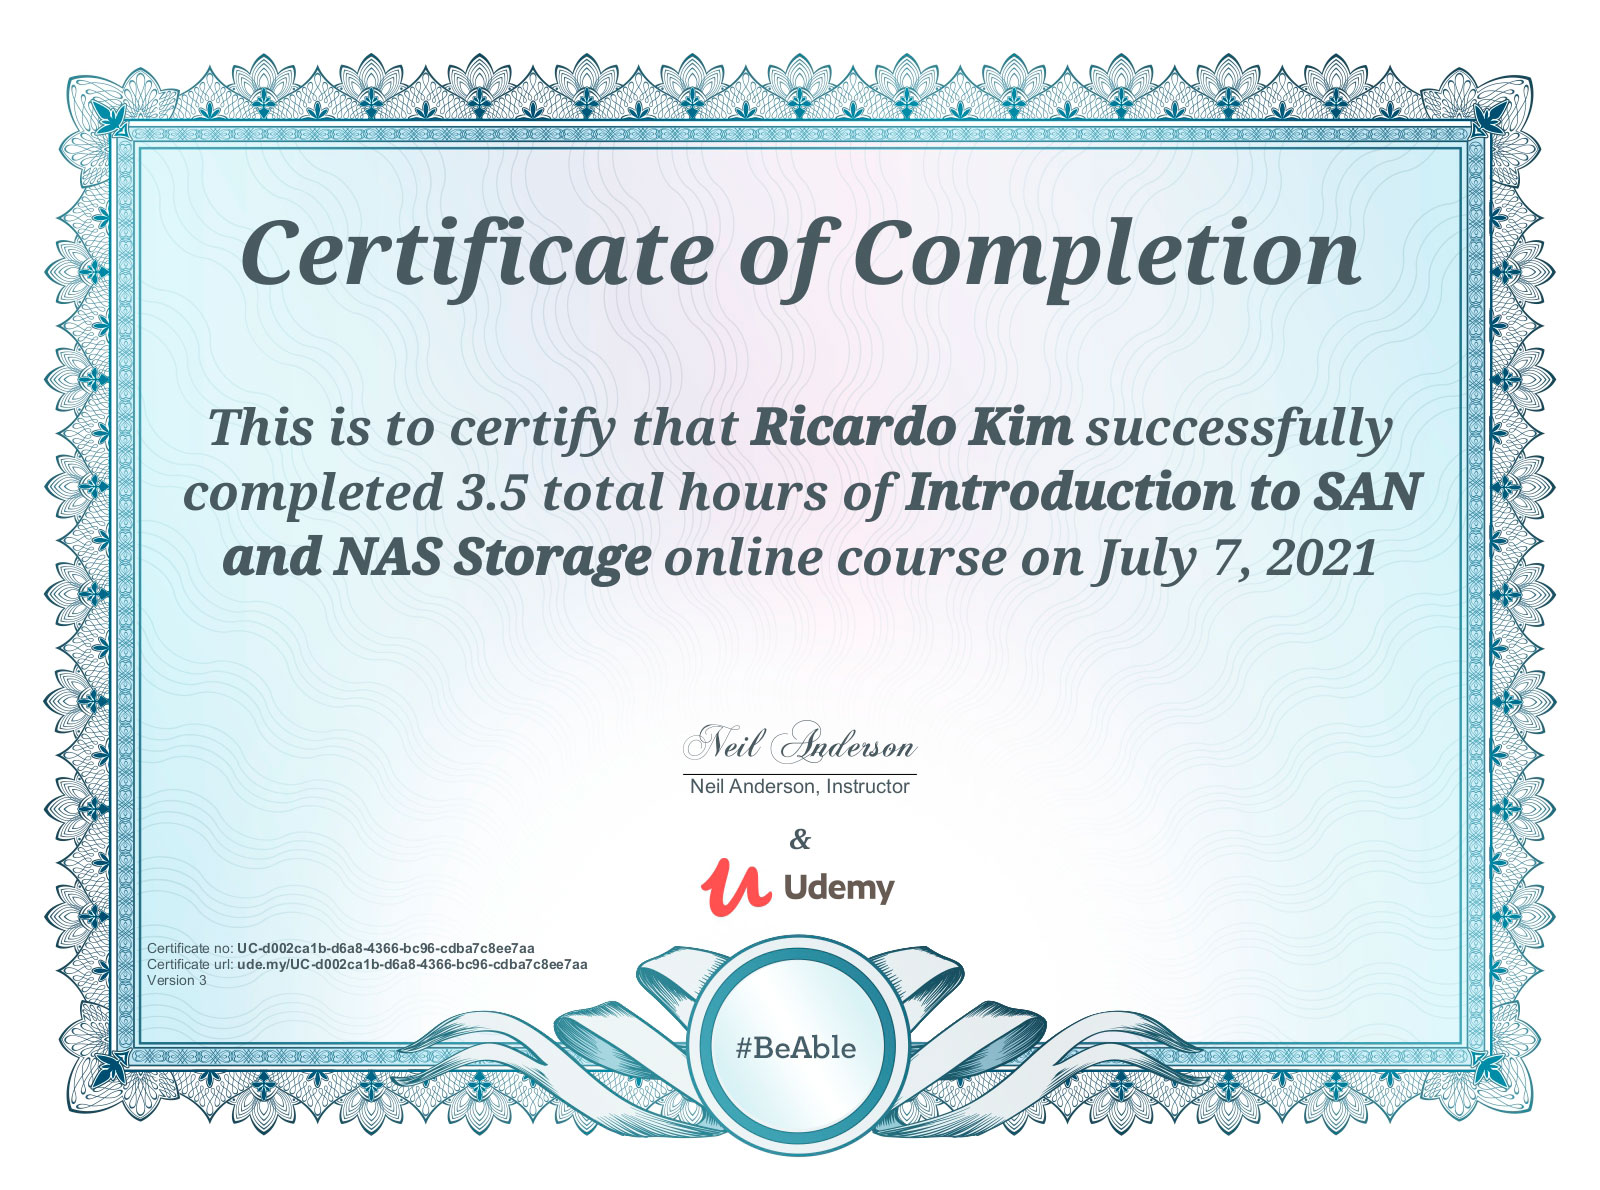 Certificate of Completion
This is to certify that Ricardo Kim successfully
completed 3.5 total hours of Introduction to SAN
and NAS Storage online course on July 7, 2021
Neil Anderson
Neil Anderson, Instructor
&
Udemy
Certificate no: UC-d002ca1b-d6a8-4366-bc96-cdba7c8ee7aa
Certificate url: ude.my/UC-d002ca1b-d6a8-4366-bc96-cdba7c8ee7aa
Version 3
#BeAble